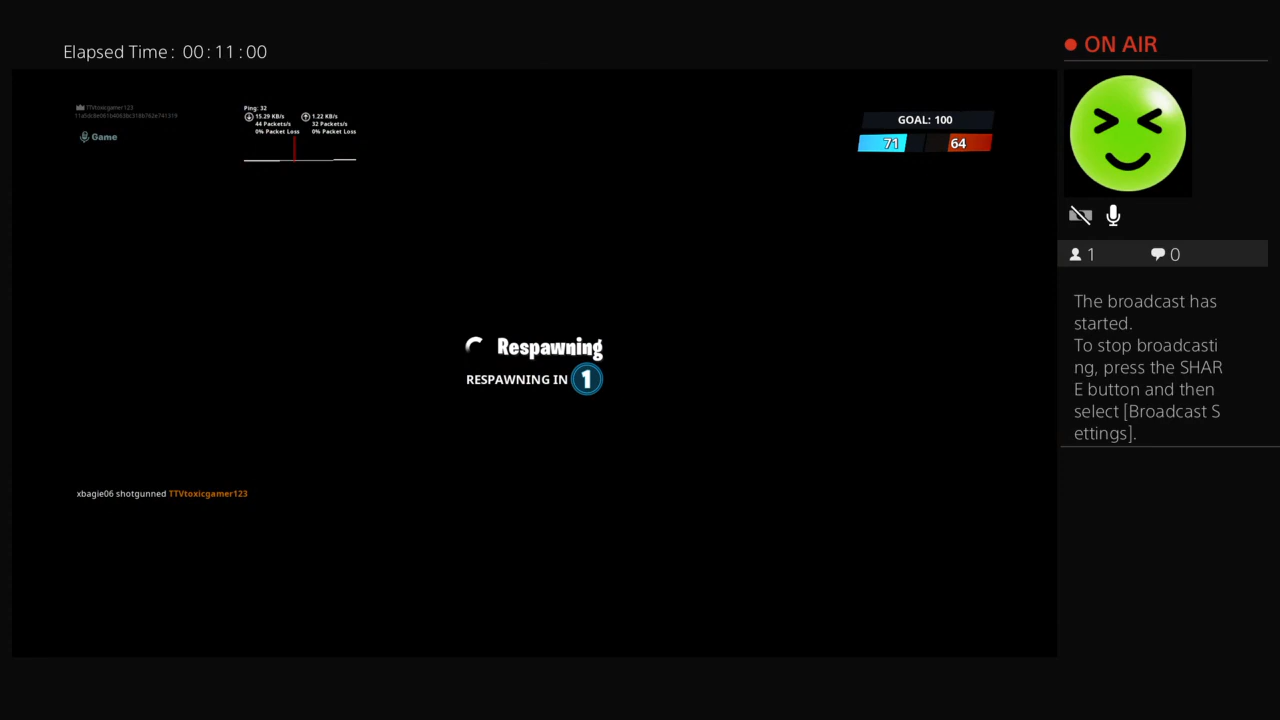 Elapsed Time: 00:11:00
ON AIR
TTVtoxicgamer123
Game
Ping: 32
15.29 KB/s
44 Packets/s
0% Packet Loss
1.22 KB/s
32 Packets/s
0% Packet Loss
GOAL: 100
71
64
1
0
The broadcast has
started.
To stop broadcasti
ng, press the SHAR
E button and then
select [Broadcast S
ettings].
Respawning
RESPAWNING IN 1
xbagie06 shotgunned TTVtoxicgamer123